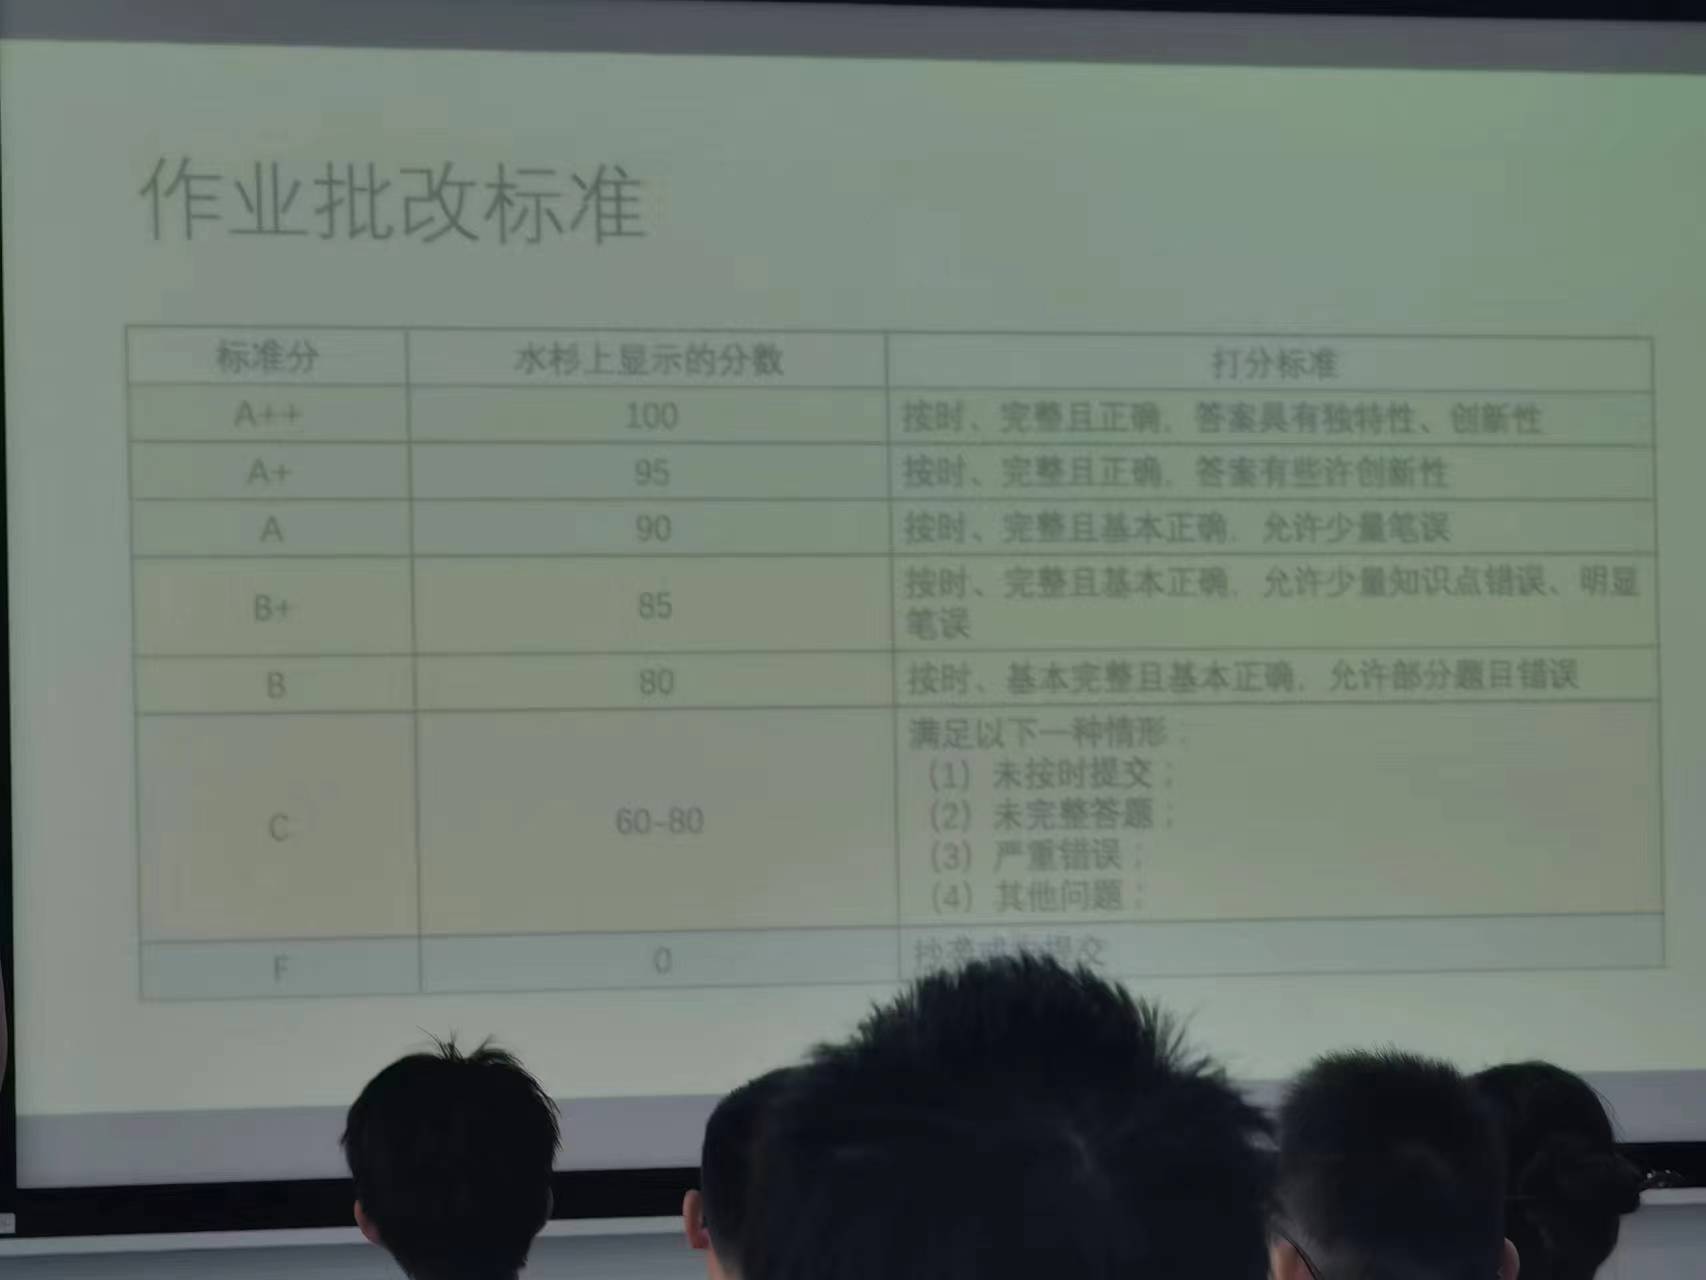 作业批改标准
标准分 水杉上显示的分数 打分标准
A++ 100 按时、完整且正确，答案具有独特性、创新性
A+ 95 按时、完整且正确，答案有些许创新性
A 90 按时、完整且基本正确，允许少量笔误
B+ 85 按时、完整且基本正确，允许少量知识点错误、明显
笔误
B 80 按时、基本完整且基本正确，允许部分题目错误
C 60-80 满足以下一种情形：
（1）未按时提交；
（2）未完整答题；
（3）严重错误；
（4）其他问题；
F 0 抄袭 提交